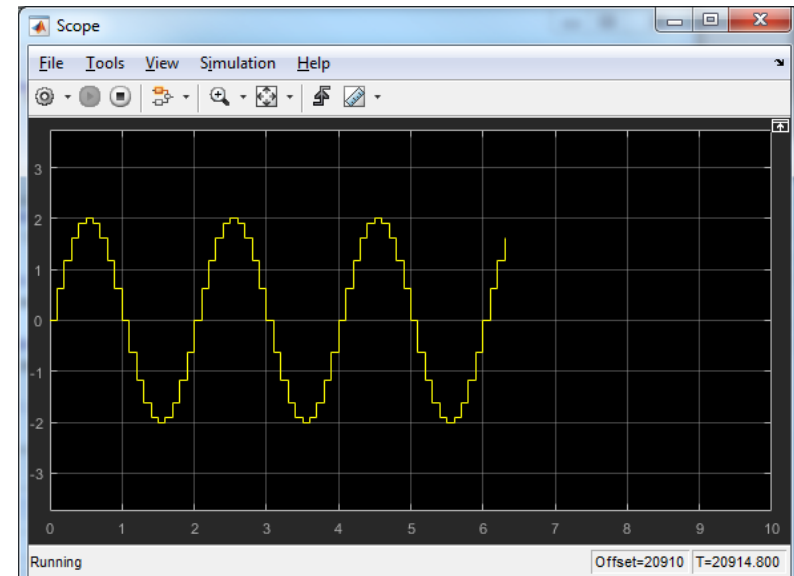 Scope
File Tools View Simulation Help
3
2
1
0
-1
-2
-3
0 1 2 3 4 5 6 7 8 9 10
Running Offset=20910 T=20914.800